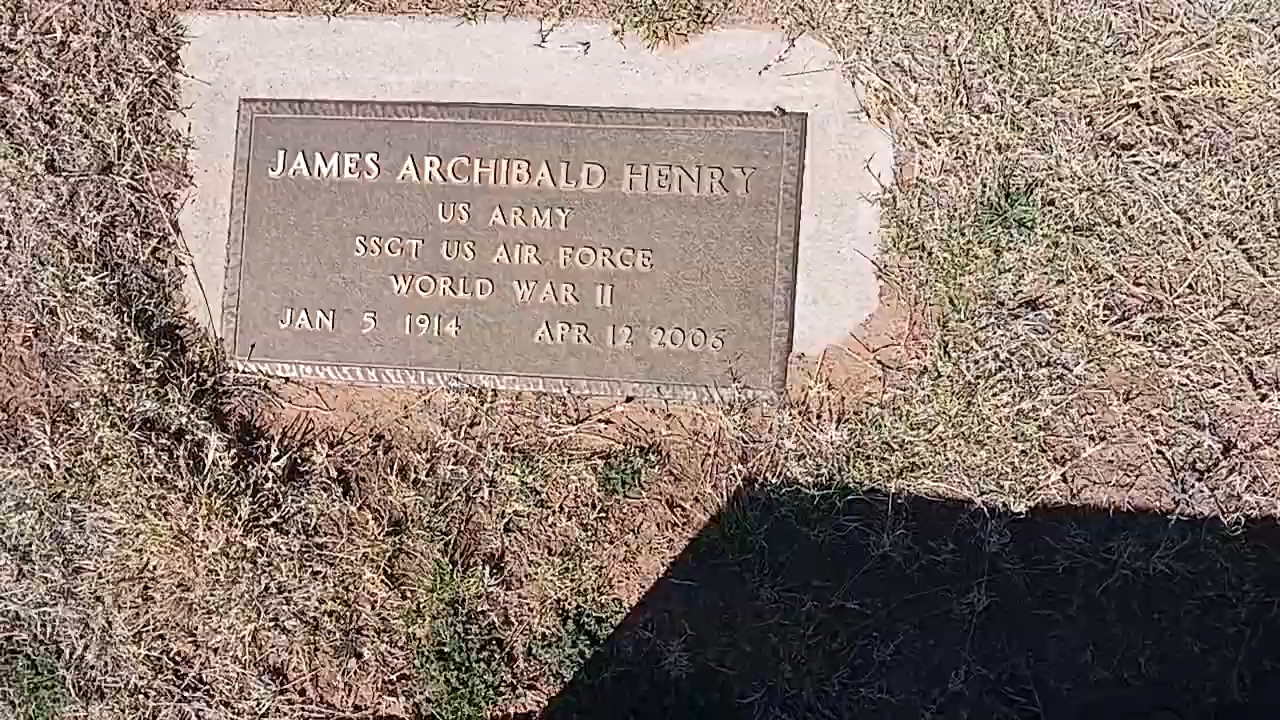 JAMES ARCHIBALD HENRY
US ARMY
SSGT US AIR FORCE
WORLD WAR II
JAN 5 1914 APR 12 2006